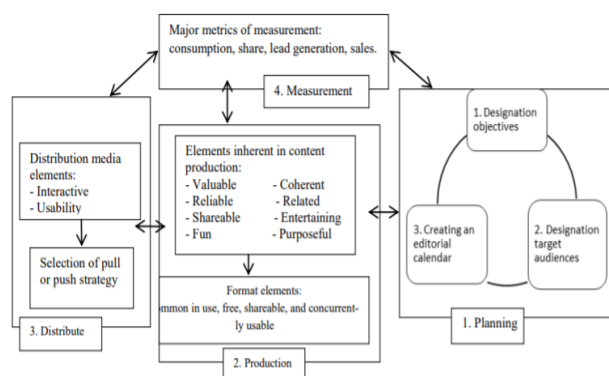 Major metrics of measurement:
consumption, share, lead generation, sales.
4. Measurement
Distribution media
elements:
- Interactive
- Usability
Selection of pull
or push strategy
3. Distribute
Elements inherent in content
production:
- Valuable - Coherent
- Reliable - Related
- Shareable - Entertaining
- Fun - Purposeful
Format elements:
ommon in use, free, shareable, and concurrent-
ly usable
2. Production
1. Designation
objectives
3. Creating an
editorial
calendar
2. Designation
target
audiences
1. Planning